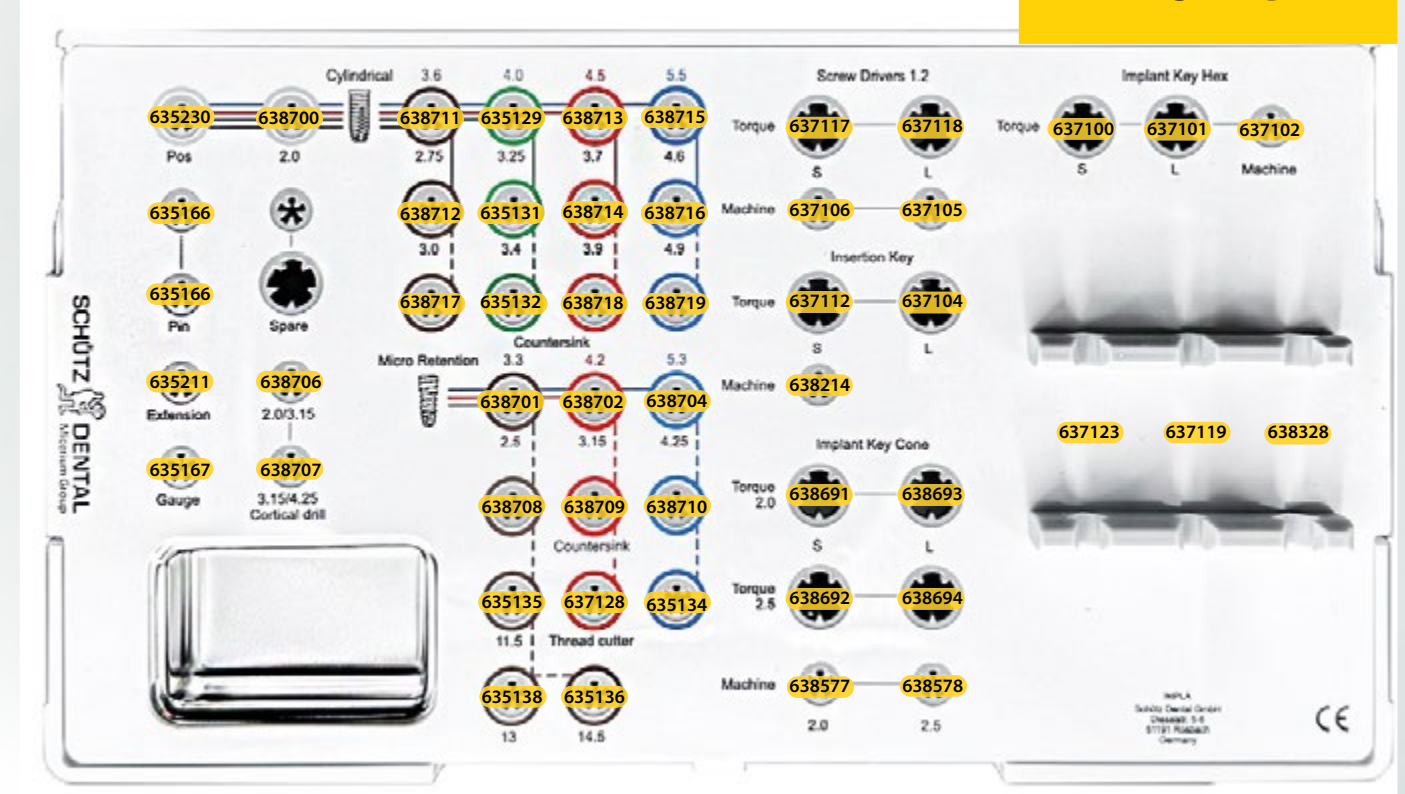 Cylindrical 3.6 4.0 4.5 5.5
635230 638700 638711 635129 638713 638715
Pos 2.0 2.75 3.25 3.7 4.6
635166 638712 635131 638714 638716
3.0 3.4 3.9 4.9
635166 638717 635132 638718 638719
Pin Spare
Countersink
Micro Retention 3.3 4.2 5.3
635211 638706 638701 638702 638704
Extension 2.0/3.15 2.5 3.15 4.25
635167 638707
Gauge 3.15/4.25
Cortical drill
638708 638709 638710
Countersink
635135 637128 635134
11.5 Thread cutter
635138 635136
13 14.5
Screw Drivers 1.2
Torque 637117 637118
S L
Machine 637106 637105
Insertion Key
Torque 637112 637104
S L
Machine 638214
Implant Key Cone
Torque
2.0 638691 638693
S L
Torque
2.5 638692 638694
Machine 638577 638578
2.0 2.5
Implant Key Hex
Torque 637100 637101 637102
S L Machine
637123 637119 638328
SCHÜTZ DENTAL
Micerium Group
Schütz Dental GmbH
Germany
CE